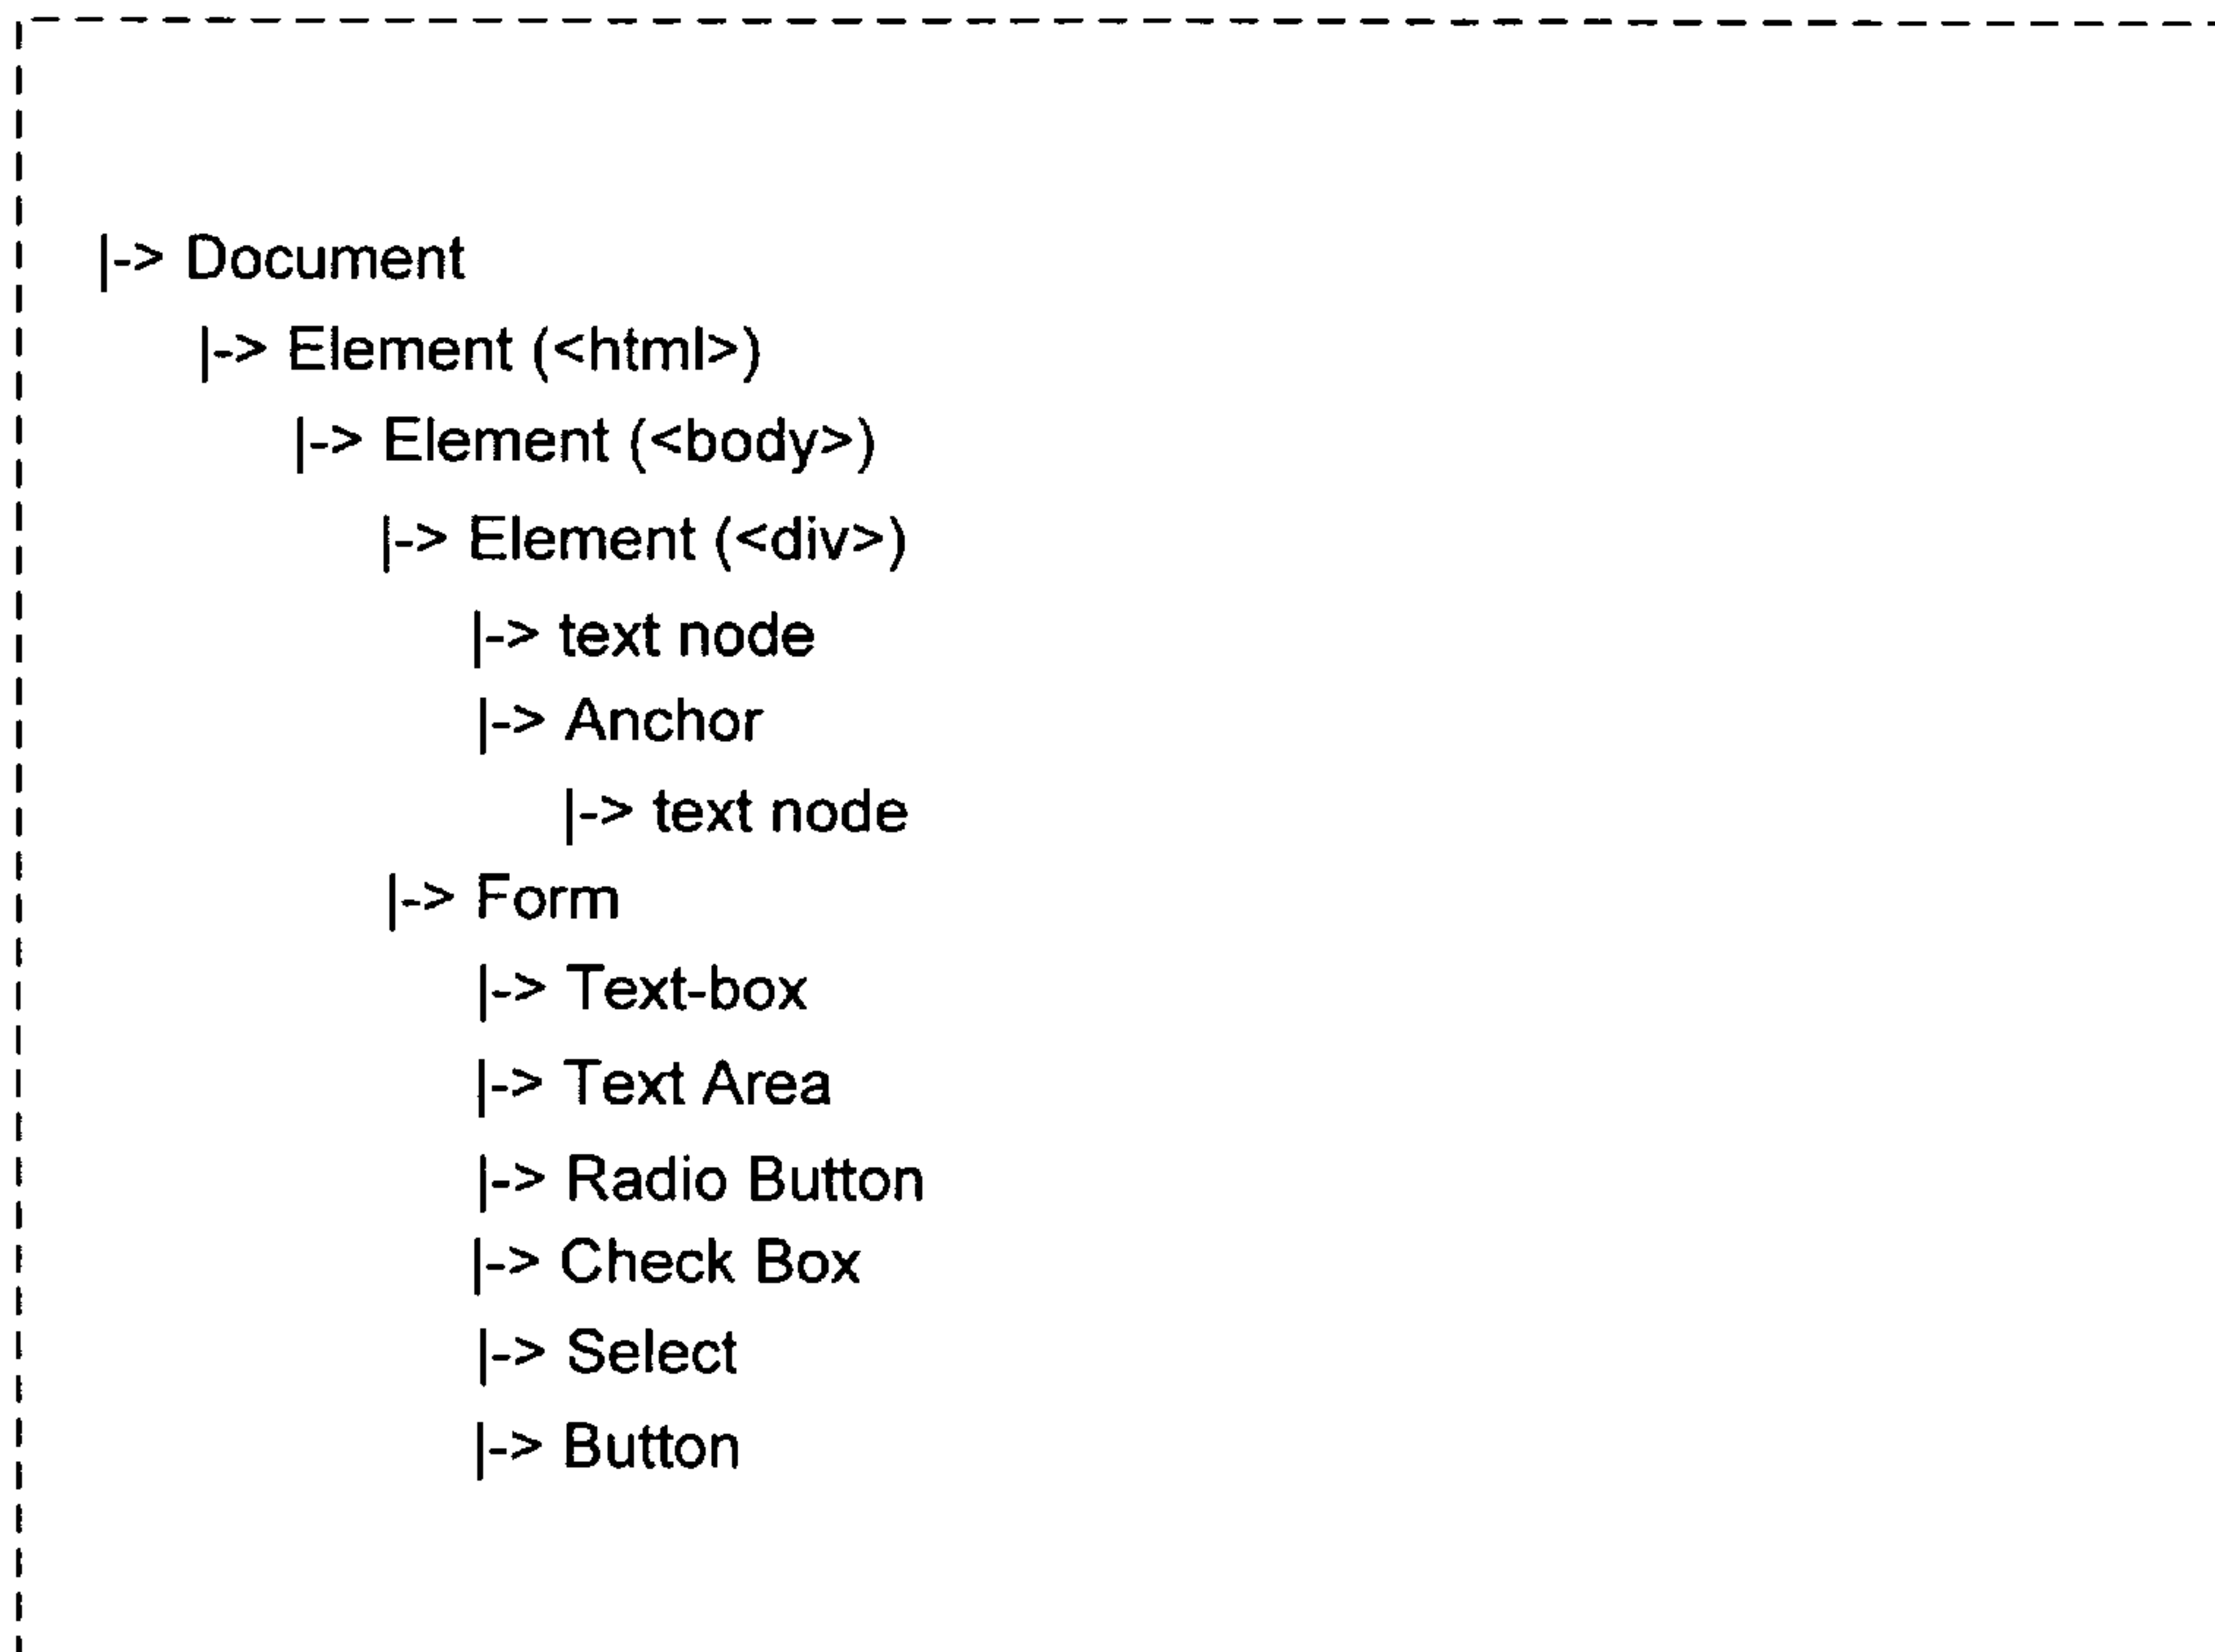 |-> Document
|-> Element (<html>)
|-> Element (<body>)
|-> Element (<div>)
|-> text node
|-> Anchor
|-> text node
|-> Form
|-> Text-box
|-> Text Area
|-> Radio Button
|-> Check Box
|-> Select
|-> Button